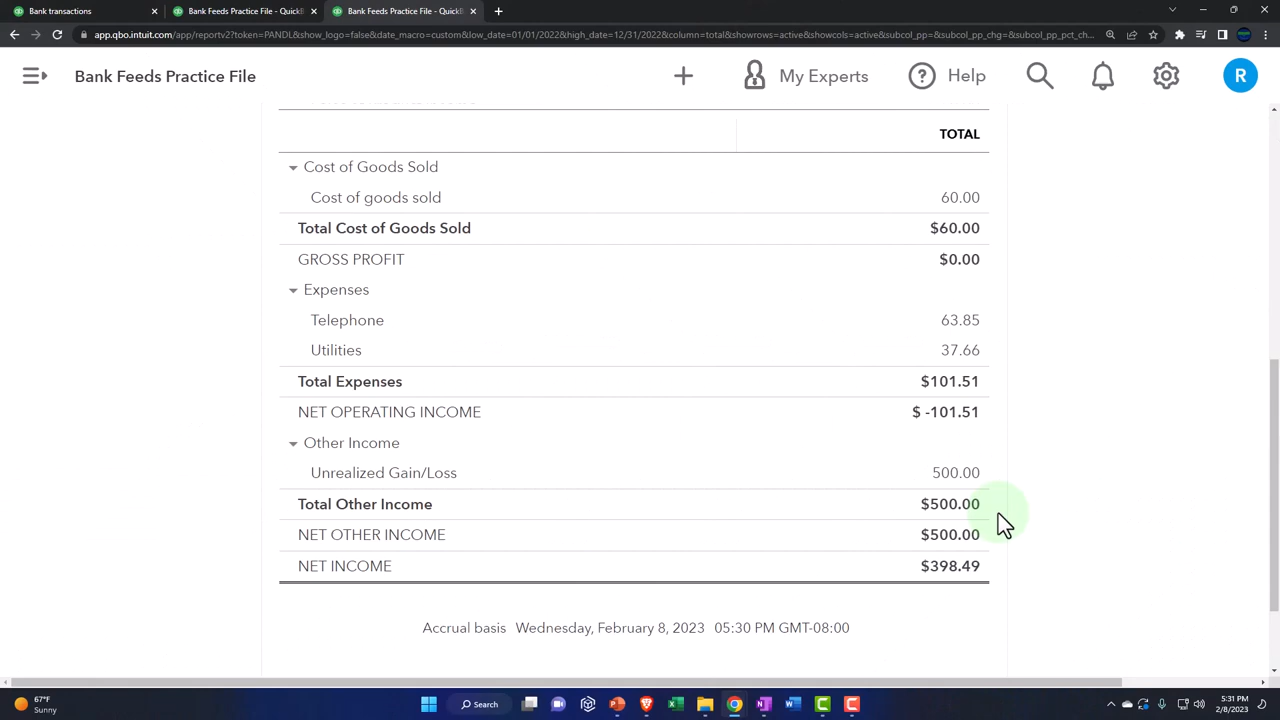 Bank transactions
Bank Feeds Practice File - QuickB
Bank Feeds Practice File - QuickB
app.qbo.intuit.com/app/reportv2?token=PANDL&show_logo=false&date_macro=custom&low_date=01/01/2022&high_date=12/31/2022&column=total&showrows=active&showcols=active&subcol_pp=&subcol_pp_chg=&subcol_pp_pct_ch...
Bank Feeds Practice File
My Experts
Help
R
TOTAL
Cost of Goods Sold
Cost of goods sold 60.00
Total Cost of Goods Sold $60.00
GROSS PROFIT $0.00
Expenses
Telephone 63.85
Utilities 37.66
Total Expenses $101.51
NET OPERATING INCOME $ -101.51
Other Income
Unrealized Gain/Loss 500.00
Total Other Income $500.00
NET OTHER INCOME $500.00
NET INCOME $398.49
Accrual basis Wednesday, February 8, 2023 05:30 PM GMT-08:00
67°F
Sunny
Search
5:31 PM
2/8/2023